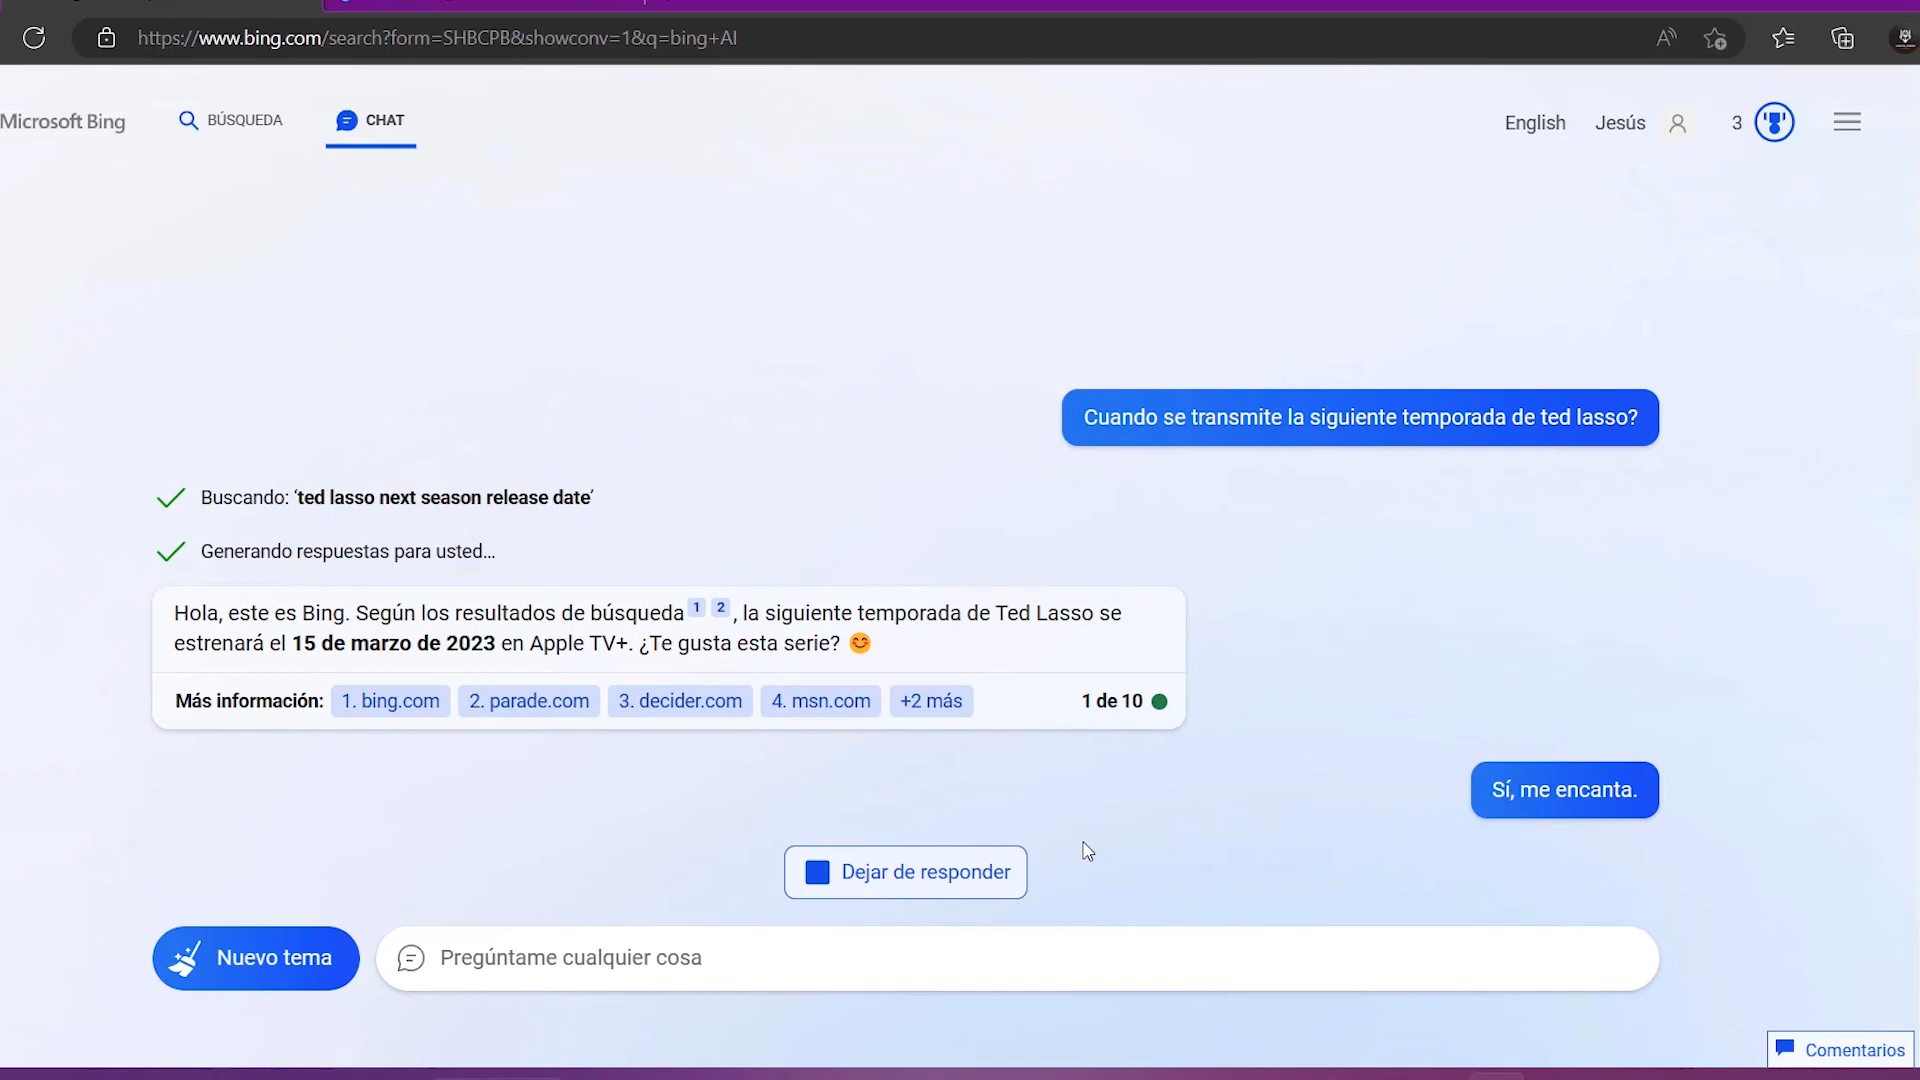 https://www.bing.com/search?form=SHBCPB&showconv=1&q=bing+AI
Microsoft Bing
BÚSQUEDA
CHAT
English
Jesús
3
Cuando se transmite la siguiente temporada de ted lasso?
Buscando: ‘ted lasso next season release date’
Generando respuestas para usted...
Hola, este es Bing. Según los resultados de búsqueda 1 2 , la siguiente temporada de Ted Lasso se
estrenará el 15 de marzo de 2023 en Apple TV+. ¿Te gusta esta serie? 😊
Más información: 1. bing.com 2. parade.com 3. decider.com 4. msn.com +2 más 1 de 10
Sí, me encanta.
Dejar de responder
Nuevo tema
Pregúntame cualquier cosa
Comentarios